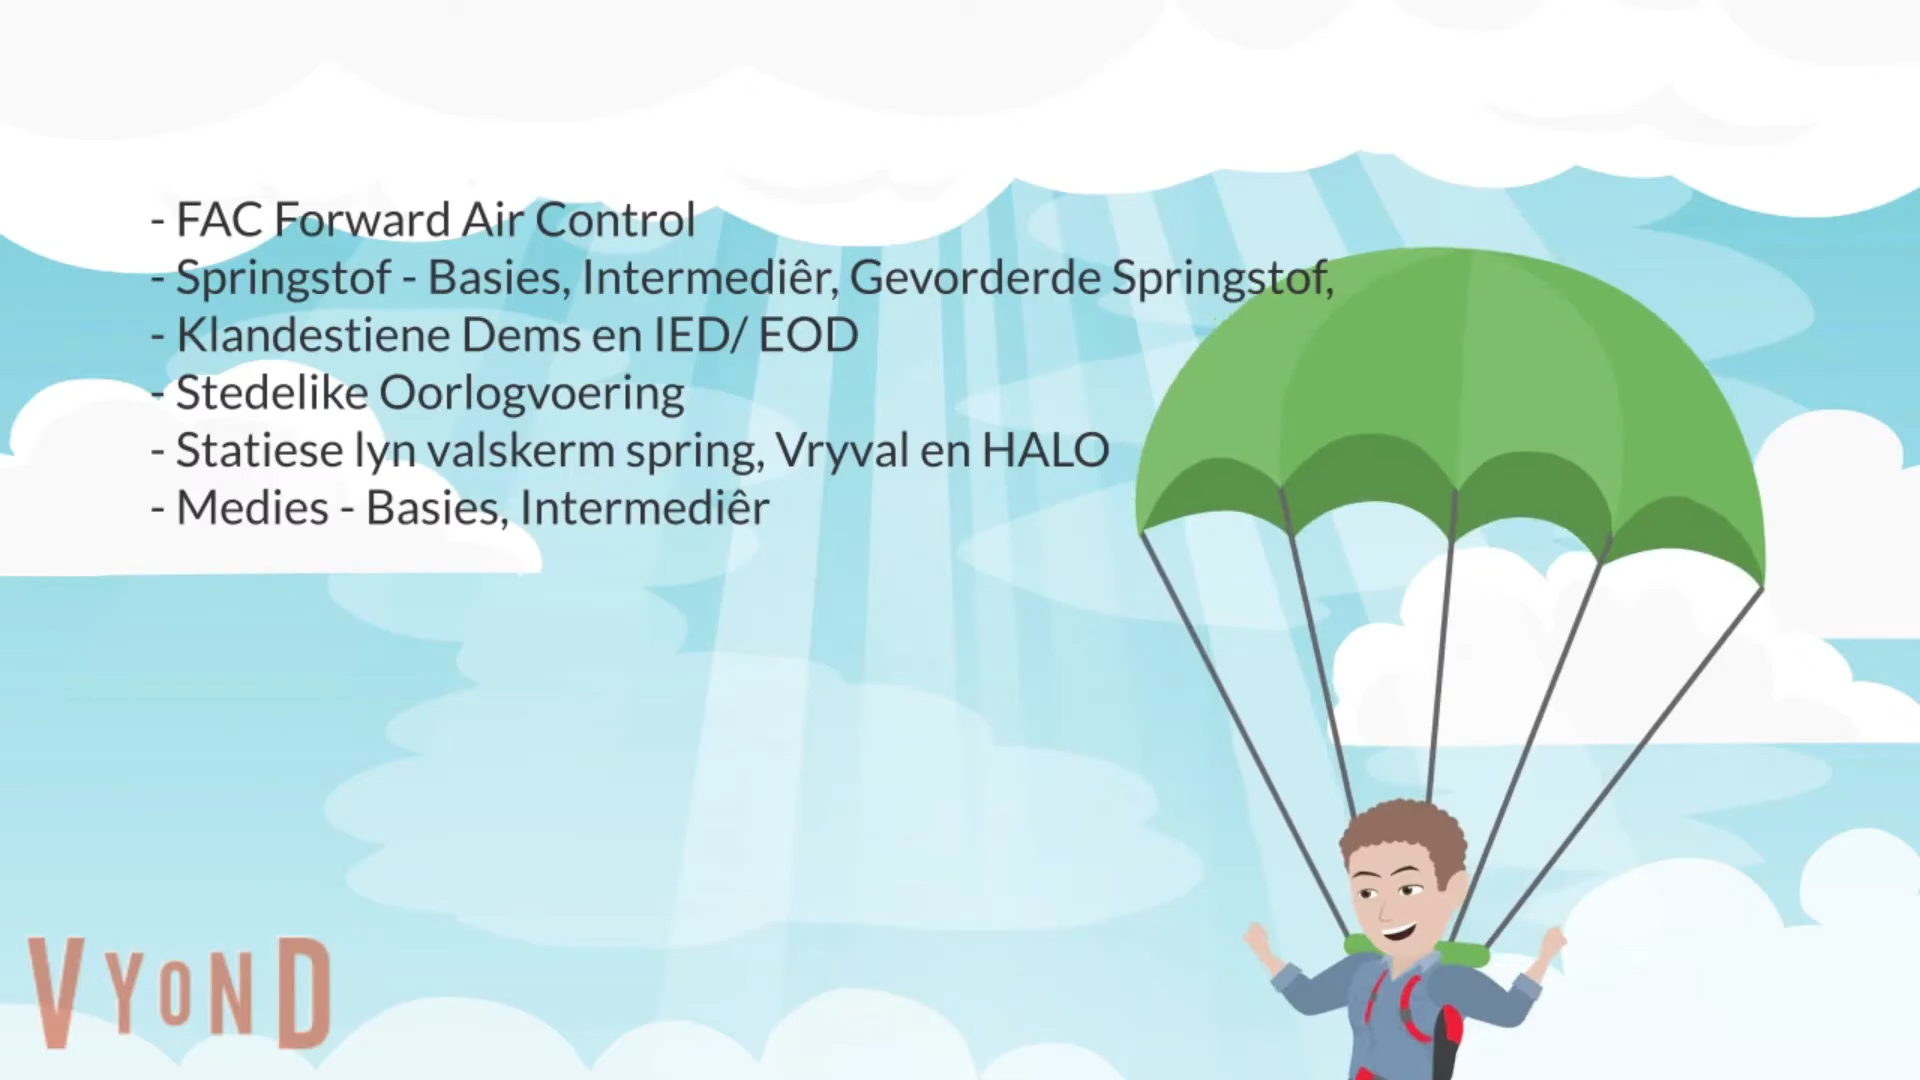 - FAC Forward Air Control
- Springstof - Basies, Intermediêr, Gevorderde Springstof,
- Klandestiene Dems en IED/ EOD
- Stedelike Oorlogvoering
- Statiese lyn valskerm spring, Vryval en HALO
- Medies - Basies, Intermediêr
VYOND